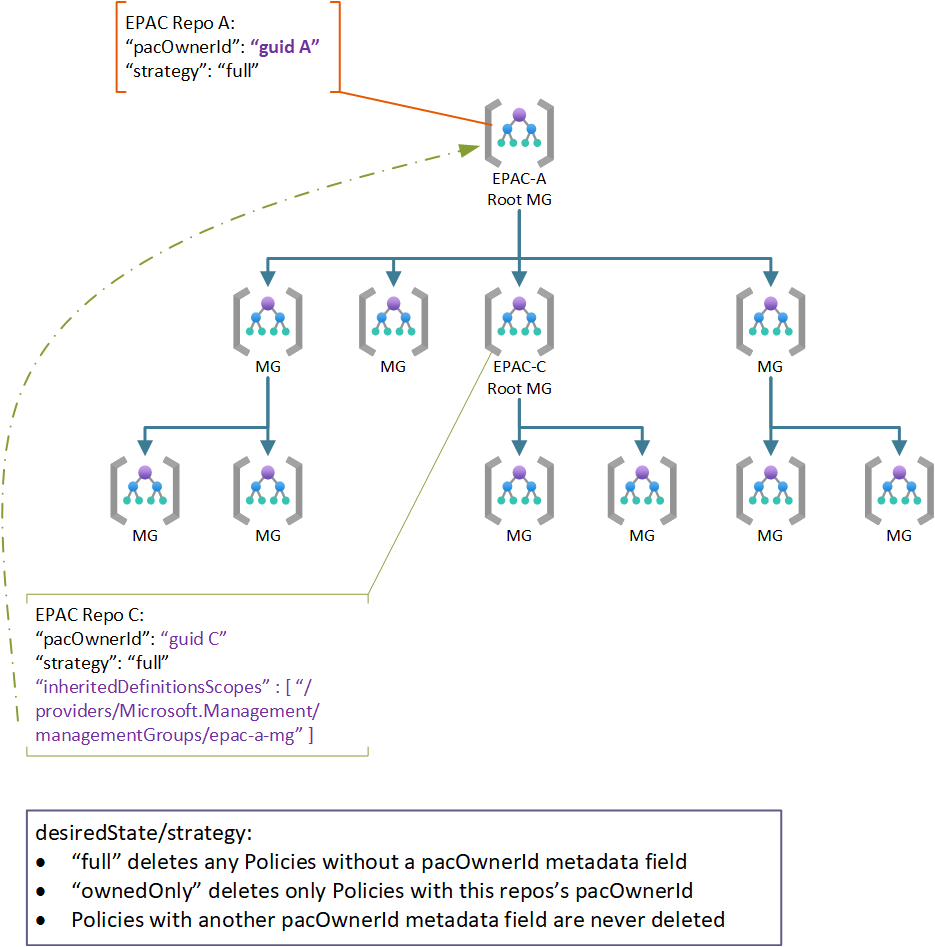 EPAC Repo A:
“pacOwnerId”: “guid A”
“strategy”: “full”
EPAC-A
Root MG
MG
MG
EPAC-C
Root MG
MG
MG
MG
MG
MG
MG
MG
EPAC Repo C:
“pacOwnerId”: “guid C”
“strategy”: “full”
“inheritedDefinitionsScopes” : [ “/
providers/Microsoft.Management/
managementGroups/epac-a-mg” ]
desiredState/strategy:
● “full” deletes any Policies without a pacOwnerId metadata field
● “ownedOnly” deletes only Policies with this repos’s pacOwnerId
● Policies with another pacOwnerId metadata field are never deleted